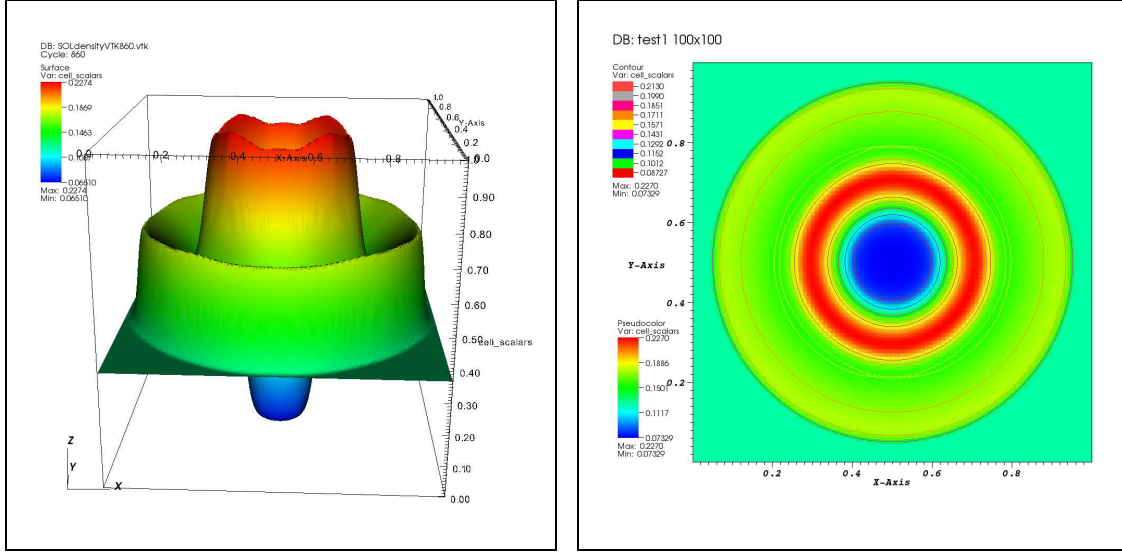 DB: SOLdensityVTK860.vtk
Cycle: 860
Surface
Var: cell_scalars
0.2274
0.1869
0.1463
0.06510
Max: 0.2274
Min: 0.06510
1.0
0.8
0.6
0.4
Y-Axis
0.0
0.2
0.4
X-Axis
0.6
0.8
0.90
0.80
0.70
0.60
0.50
cell_scalars
0.40
0.30
0.20
0.10
0.00
Z
Y
X
DB: test1 100x100
Contour
Var: cell_scalars
0.2130
0.1990
0.1851
0.1711
0.1571
0.1431
0.1292
0.1152
0.1012
0.08727
Max: 0.2270
Min: 0.07329
0.8
0.6
Y-Axis
0.4
0.2
Pseudocolor
Var: cell_scalars
0.2270
0.1886
0.1501
0.1117
0.07329
Max: 0.2270
Min: 0.07329
0.2
0.4
0.6
0.8
X-Axis